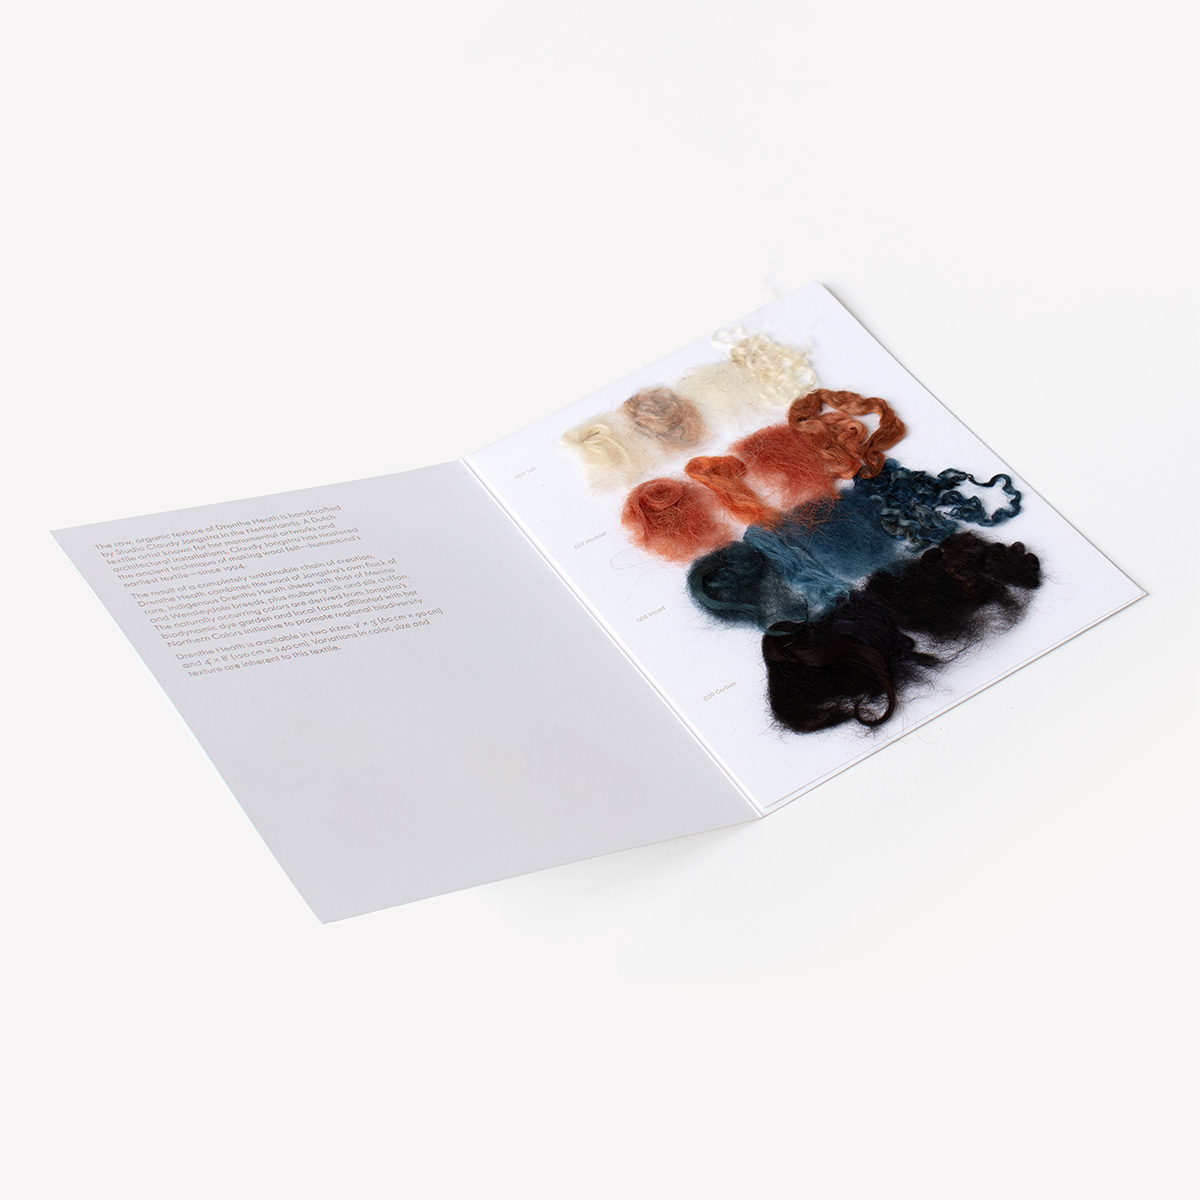 The raw, organic texture of Drenthe Heath is handcrafted
by Studio Claudy Jongstra in the Netherlands. A Dutch
textile artist known for her monumental artworks and
architectural installations, Claudy Jongstra has mastered
the ancient technique of making wool felt—humankind's
earliest textile—since 1994.
The result of a completely sustainable chain of creation,
Drenthe Heath combines the wool of Jongstra's own flock of
rare, indigenous Drenthe Heath sheep with that of Merino
and Wensleydale breeds, plus mulberry silk and silk chiffon.
The naturally occurring colors are derived from Jongstra's
biodynamic dye garden and local farms affiliated with her
Northern Colors initiative to promote regional biodiversity.
Drenthe Heath is available in two sizes: 2' x 3' (60 cm x 90 cm)
and 4' x 8' (120 cm x 240 cm). Variations in color, size and
texture are inherent to this textile.
006
007 Madder
008 Woad
009 Carbon